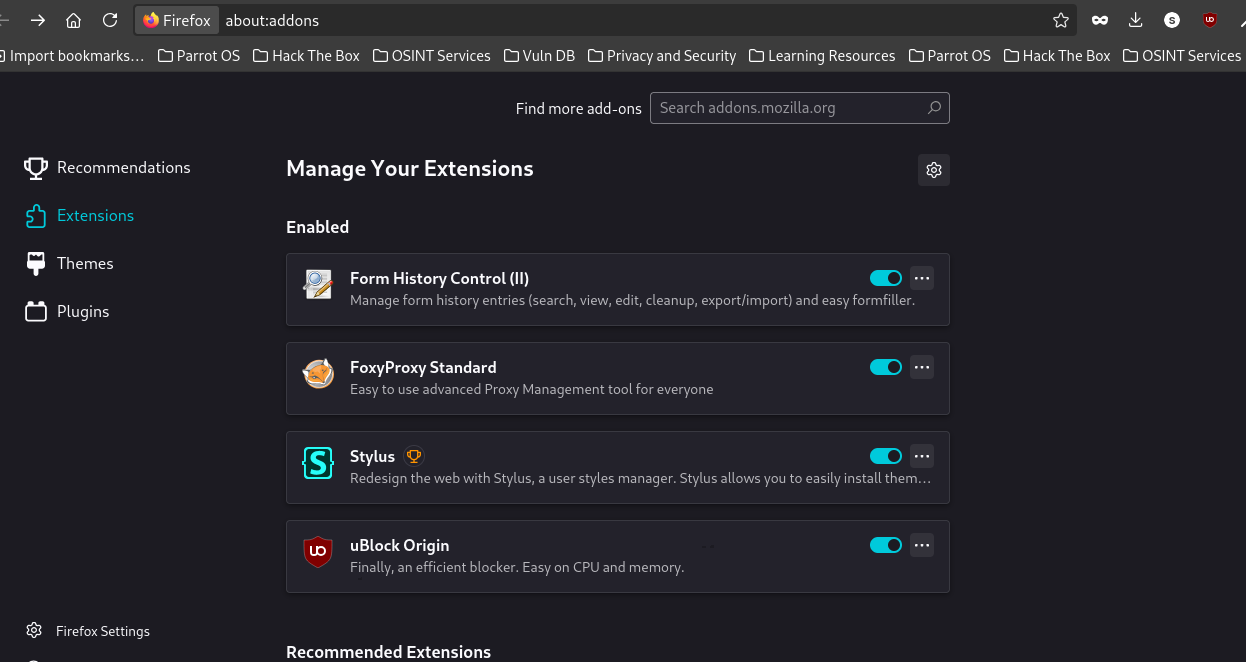 Firefox about:addons S UO
Import bookmarks… Parrot OS Hack The Box OSINT Services Vuln DB Privacy and Security Learning Resources Parrot OS Hack The Box OSINT Services
Find more add-ons Search addons.mozilla.org
Recommendations
Extensions
Themes
Plugins
Firefox Settings
Manage Your Extensions
Enabled
Form History Control (II)
Manage form history entries (search, view, edit, cleanup, export/import) and easy formfiller.
FoxyProxy Standard
Easy to use advanced Proxy Management tool for everyone
S Stylus
Redesign the web with Stylus, a user styles manager. Stylus allows you to easily install them…
UO uBlock Origin
Finally, an efficient blocker. Easy on CPU and memory.
Recommended Extensions